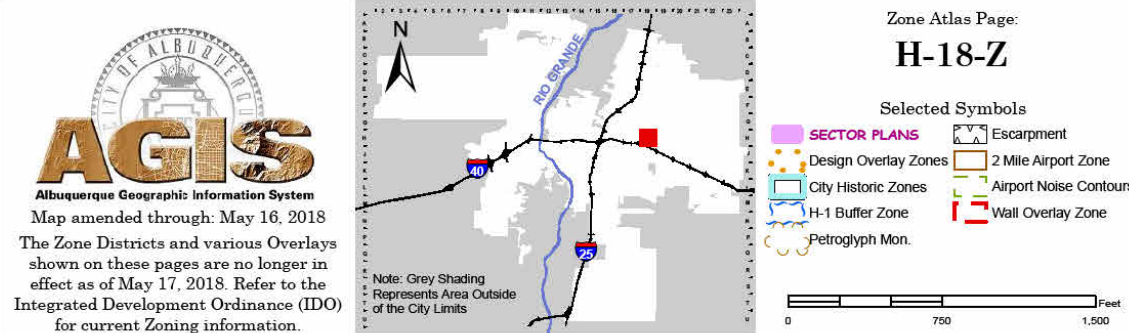 CITY OF ALBUQUERQUE
AGIS
Albuquerque Geographic Information System
Map amended through: May 16, 2018
The Zone Districts and various Overlays
shown on these pages are no longer in
effect as of May 17, 2018. Refer to the
Integrated Development Ordinance (IDO)
for current Zoning information.
N
RIO GRANDE
40
25
Note: Grey Shading
Represents Area Outside
of the City Limits
Zone Atlas Page:
H-18-Z
Selected Symbols
SECTOR PLANS
Escarpment
Design Overlay Zones
2 Mile Airport Zone
City Historic Zones
Airport Noise Contours
H-1 Buffer Zone
Wall Overlay Zone
Petroglyph Mon.
Feet
0 750 1,500